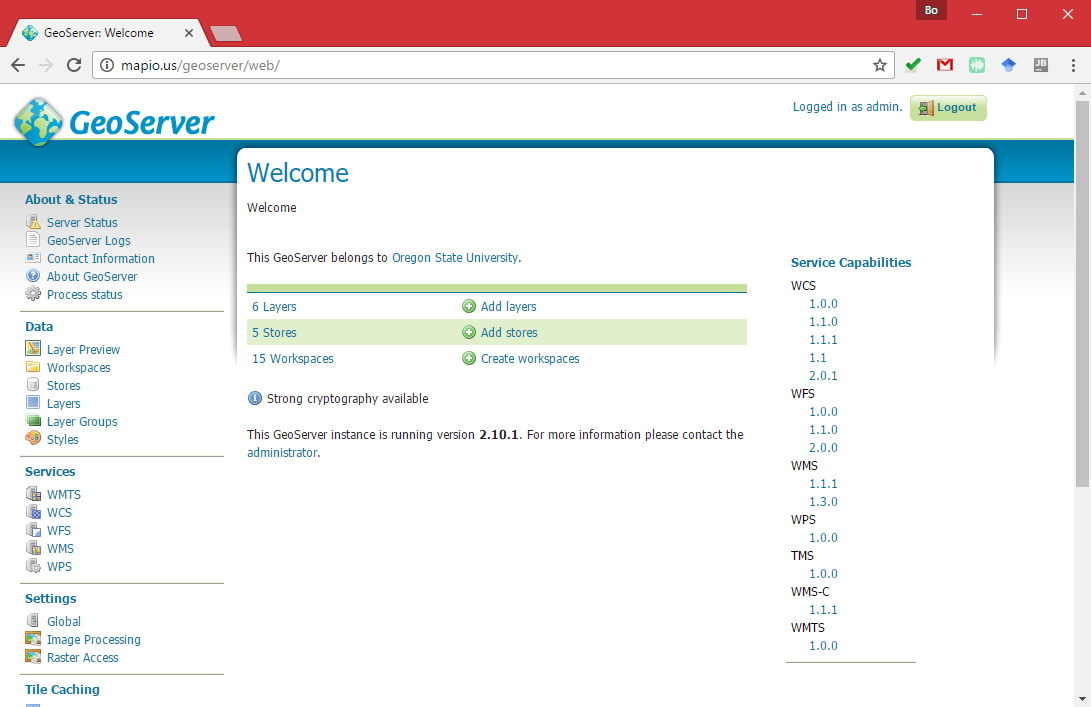 Bo
GeoServer: Welcome
mapio.us/geoserver/web/
JB
GeoServer
Logged in as admin.
Logout
About & Status
Server Status
GeoServer Logs
Contact Information
About GeoServer
Process status
Data
Layer Preview
Workspaces
Stores
Layers
Layer Groups
Styles
Services
WMTS
WCS
WFS
WMS
WPS
Settings
Global
Image Processing
Raster Access
Tile Caching
Welcome
Welcome
This GeoServer belongs to Oregon State University.
6 Layers Add layers
5 Stores Add stores
15 Workspaces Create workspaces
Strong cryptography available
This GeoServer instance is running version 2.10.1. For more information please contact the
administrator.
Service Capabilities
WCS
1.0.0
1.1.0
1.1.1
1.1
2.0.1
WFS
1.0.0
1.1.0
2.0.0
WMS
1.1.1
1.3.0
WPS
1.0.0
TMS
1.0.0
WMS-C
1.1.1
WMTS
1.0.0